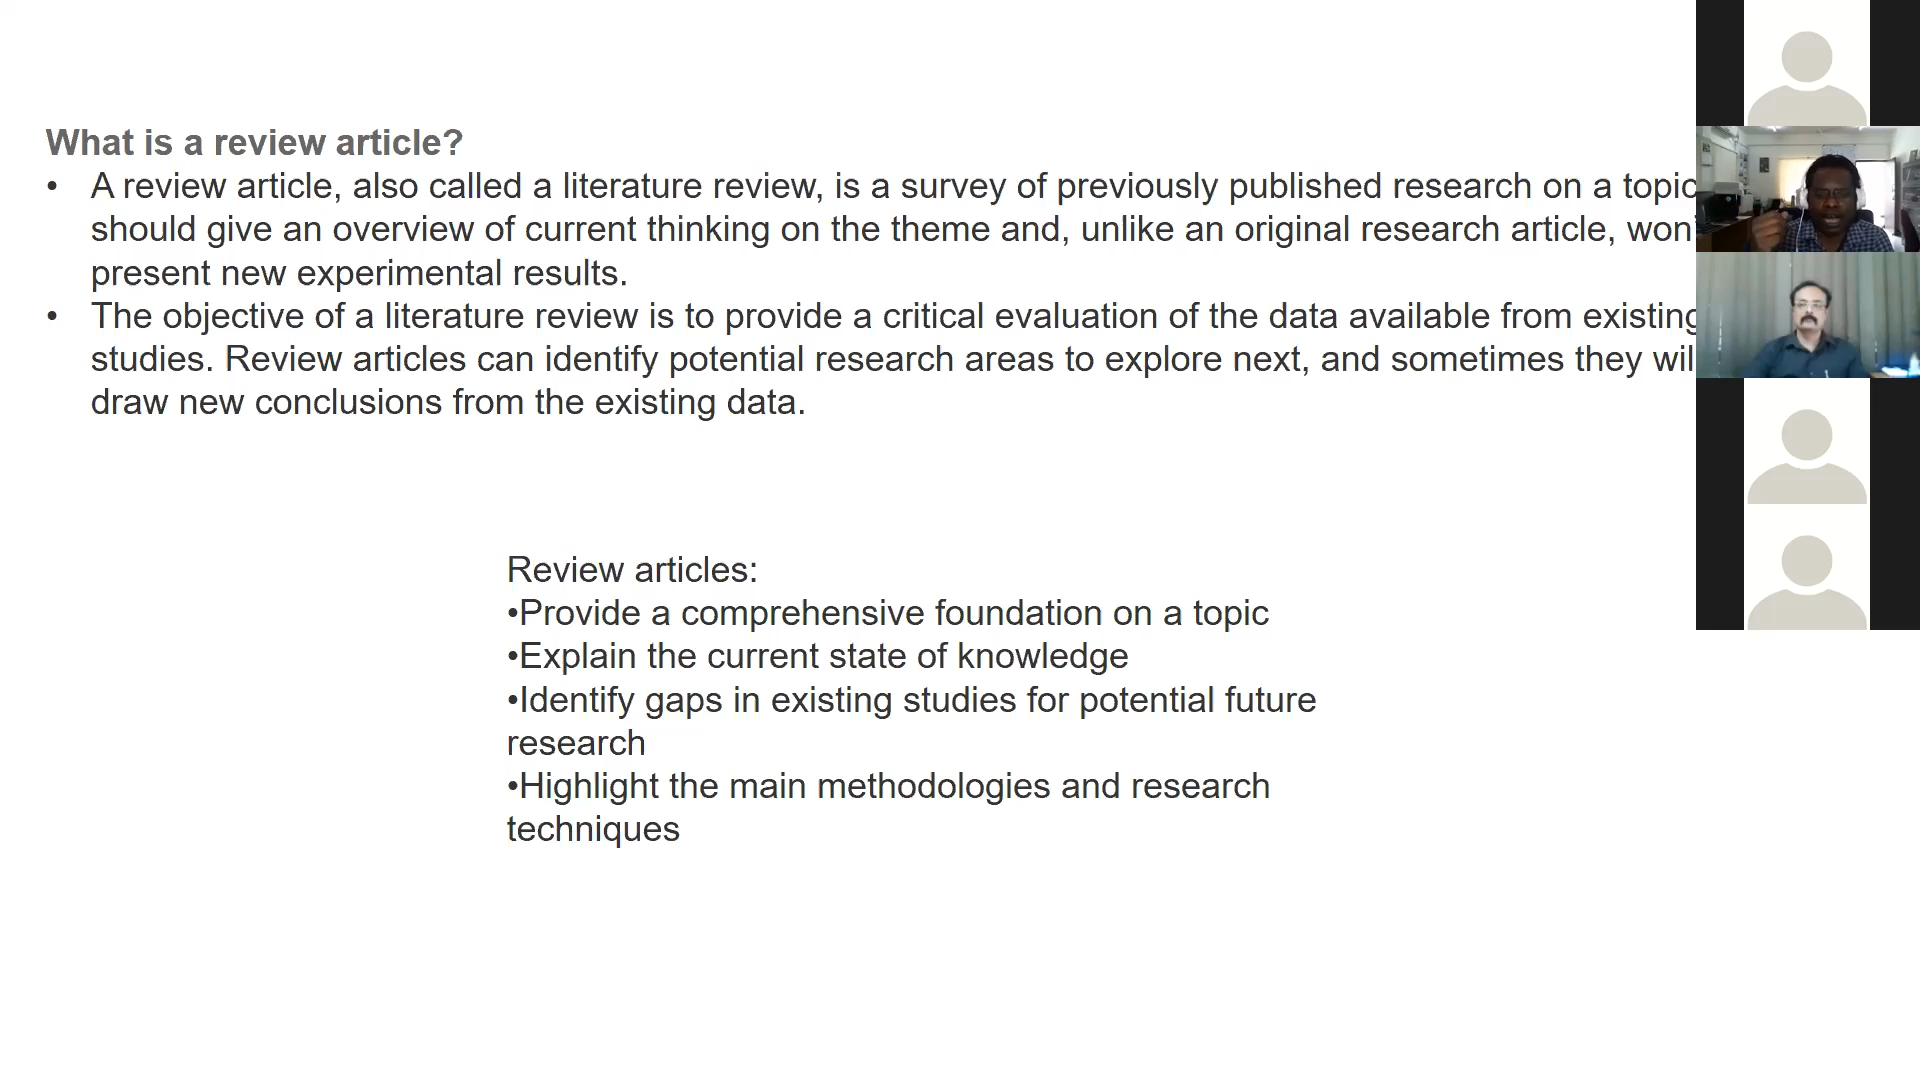 What is a review article?
• A review article, also called a literature review, is a survey of previously published research on a topic
should give an overview of current thinking on the theme and, unlike an original research article, won'
present new experimental results.
• The objective of a literature review is to provide a critical evaluation of the data available from existing
studies. Review articles can identify potential research areas to explore next, and sometimes they wil
draw new conclusions from the existing data.
Review articles:
•Provide a comprehensive foundation on a topic
•Explain the current state of knowledge
•Identify gaps in existing studies for potential future
research
•Highlight the main methodologies and research
techniques